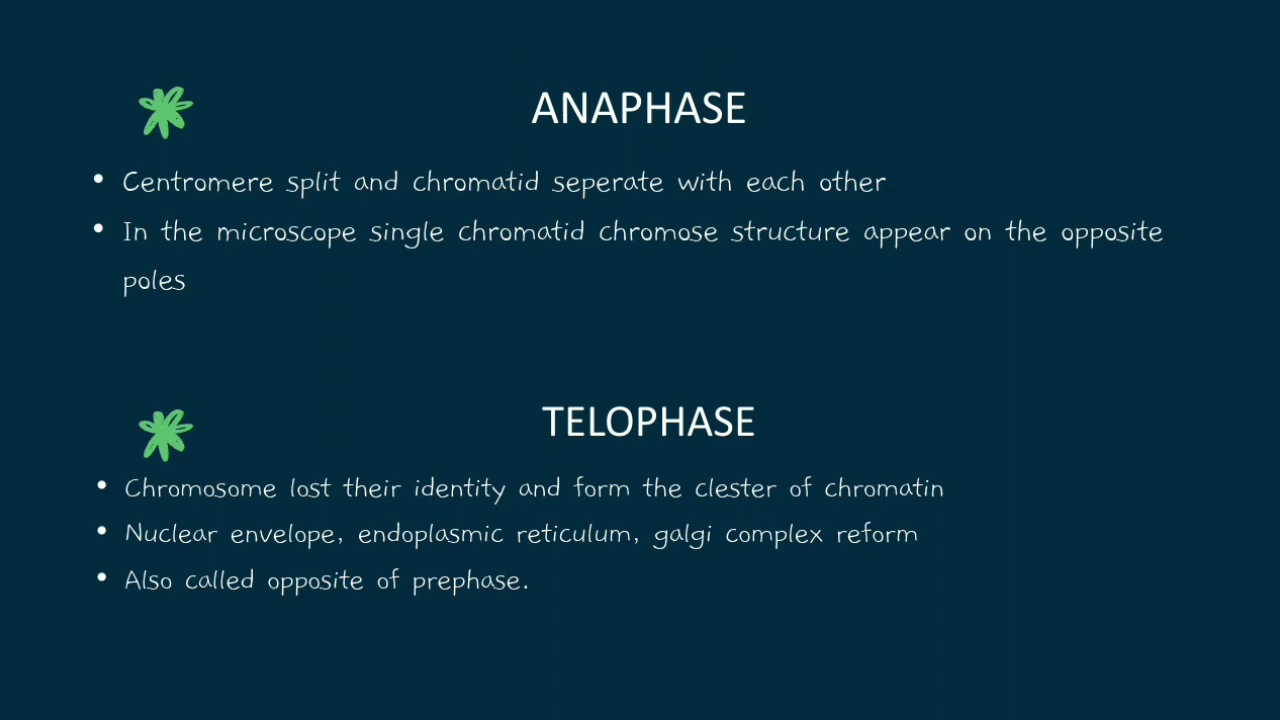 ANAPHASE
• Centromere split and chromatid seperate with each other
• In the microscope single chromatid chromose structure appear on the opposite
poles
TELOPHASE
• Chromosome lost their identity and form the clester of chromatin
• Nuclear envelope, endoplasmic reticulum, galgi complex reform
• Also called opposite of prephase.